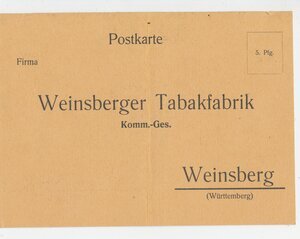 Postkarte
5. Pfg.
Firma
Weinsberger Tabakfabrik
Komm.-Ges.
Weinsberg
(Württemberg)